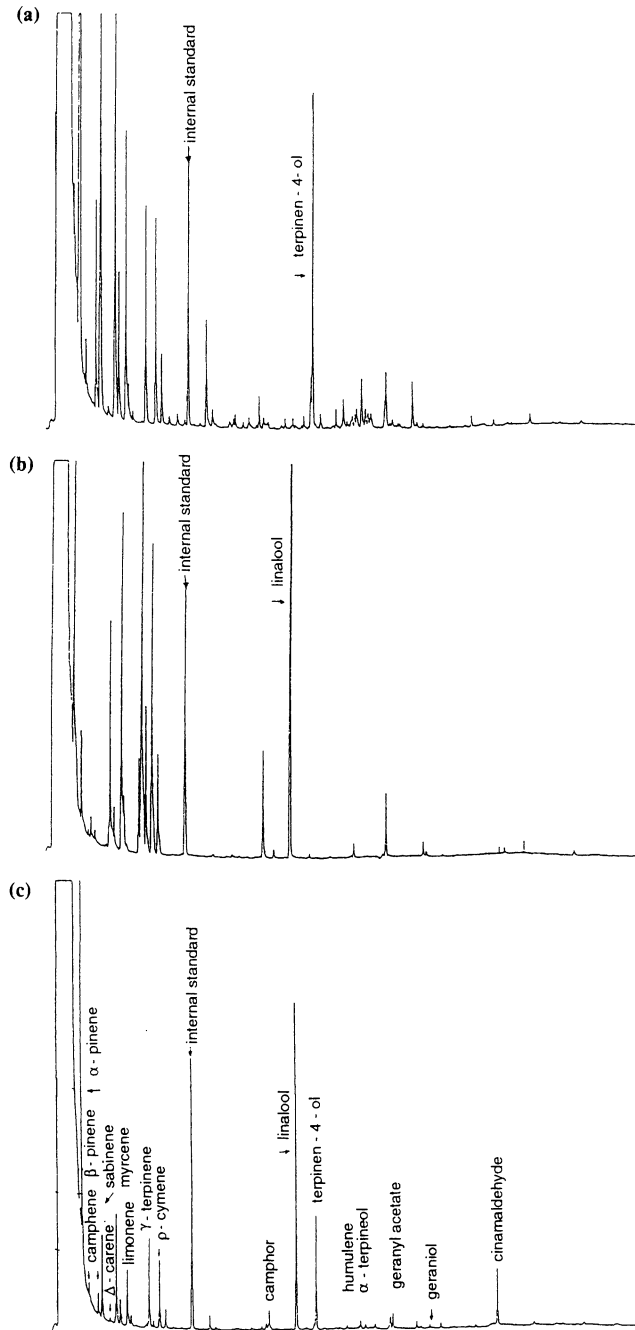 (a)
internal standard
terpinen - 4 - ol
(b)
internal standard
linalool
(c)
camphene
β - pinene
α - pinene
Δ - carene
sabinene
limonene
myrcene
γ - terpinene
ρ - cymene
internal standard
camphor
linalool
terpinen - 4 - ol
humulene
α - terpineol
geranyl acetate
geraniol
cinamaldehyde